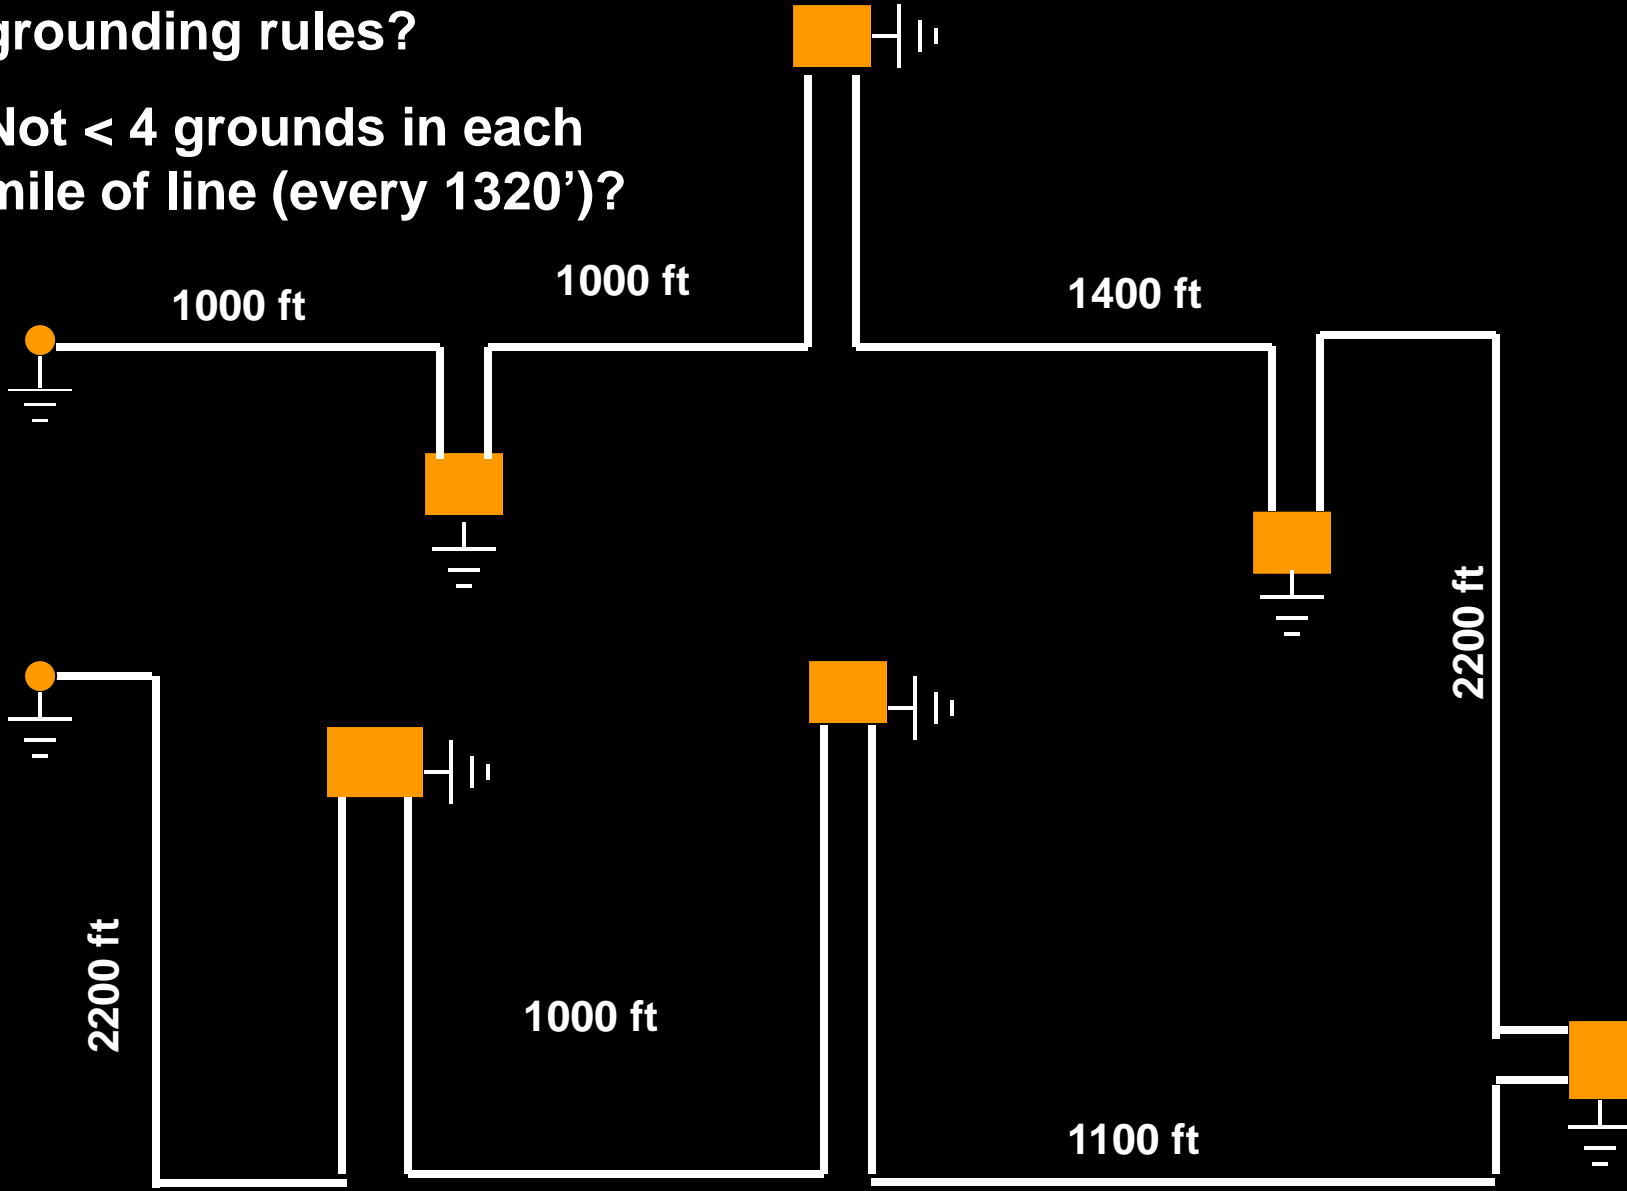 grounding rules?
Not < 4 grounds in each
mile of line (every 1320’)?
1000 ft
1000 ft
1400 ft
2200 ft
2200 ft
1000 ft
1100 ft